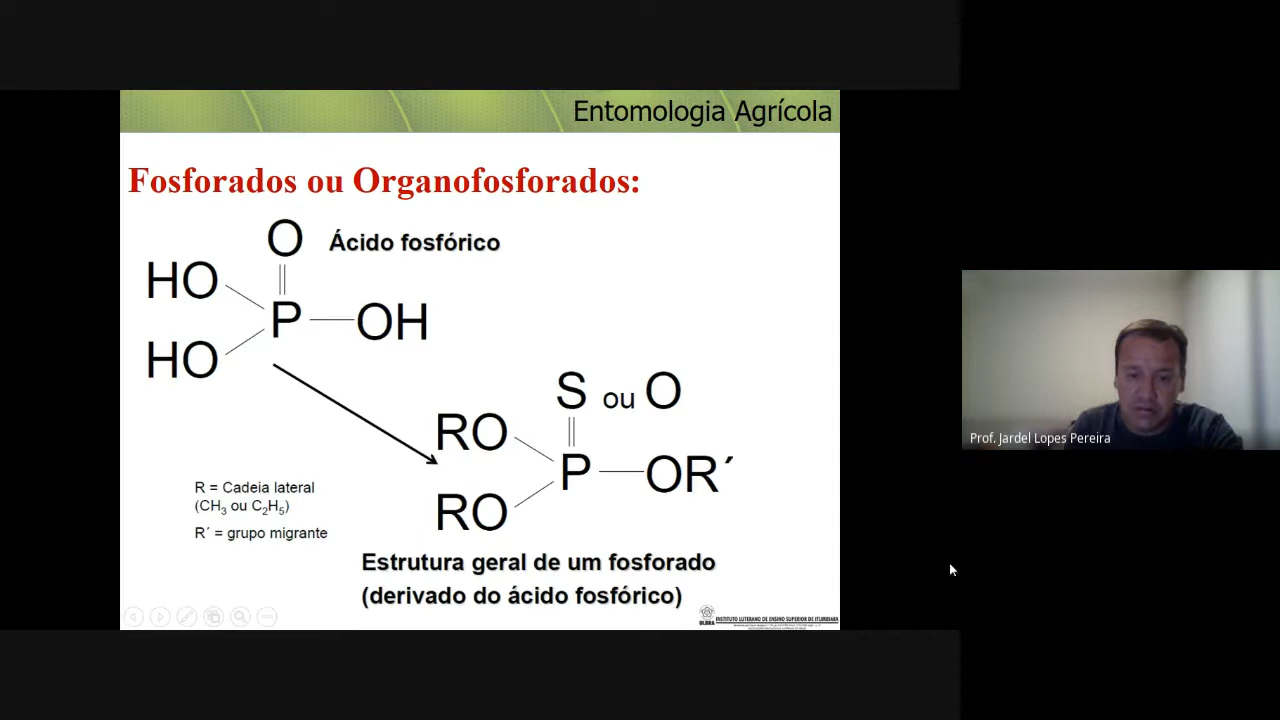 Entomologia Agrícola
Fosforados ou Organofosforados:
O Ácido fosfórico
HO
P OH
HO
S ou O
RO
P OR´
RO
R = Cadeia lateral
(CH₃ ou C₂H₅)
R´ = grupo migrante
Estrutura geral de um fosforado
(derivado do ácido fosfórico)
ULBRA
INSTITUTO LUTERANO DE ENSINO SUPERIOR DE ITUMBIARA
Prof. Jardel Lopes Pereira